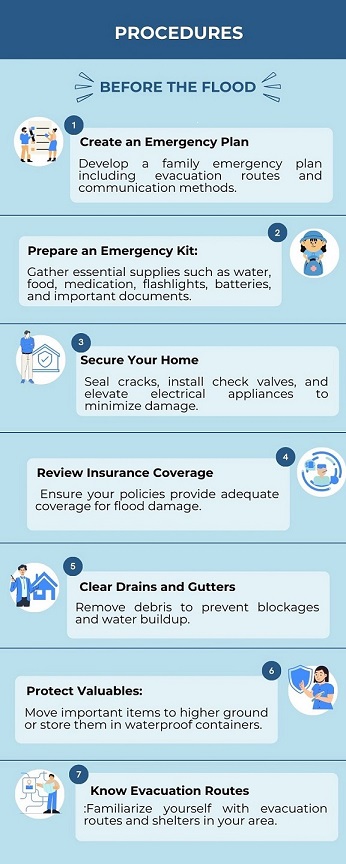 PROCEDURES
BEFORE THE FLOOD
1
Create an Emergency Plan
Develop a family emergency plan
including evacuation routes and
communication methods.
2
Prepare an Emergency Kit:
Gather essential supplies such as water,
food, medication, flashlights, batteries,
and important documents.
3
Secure Your Home
Seal cracks, install check valves, and
elevate electrical appliances to
minimize damage.
4
Review Insurance Coverage
Ensure your policies provide adequate
coverage for flood damage.
5
Clear Drains and Gutters
Remove debris to prevent blockages
and water buildup.
6
Protect Valuables:
Move important items to higher ground
or store them in waterproof containers.
7
Know Evacuation Routes
:Familiarize yourself with evacuation
routes and shelters in your area.